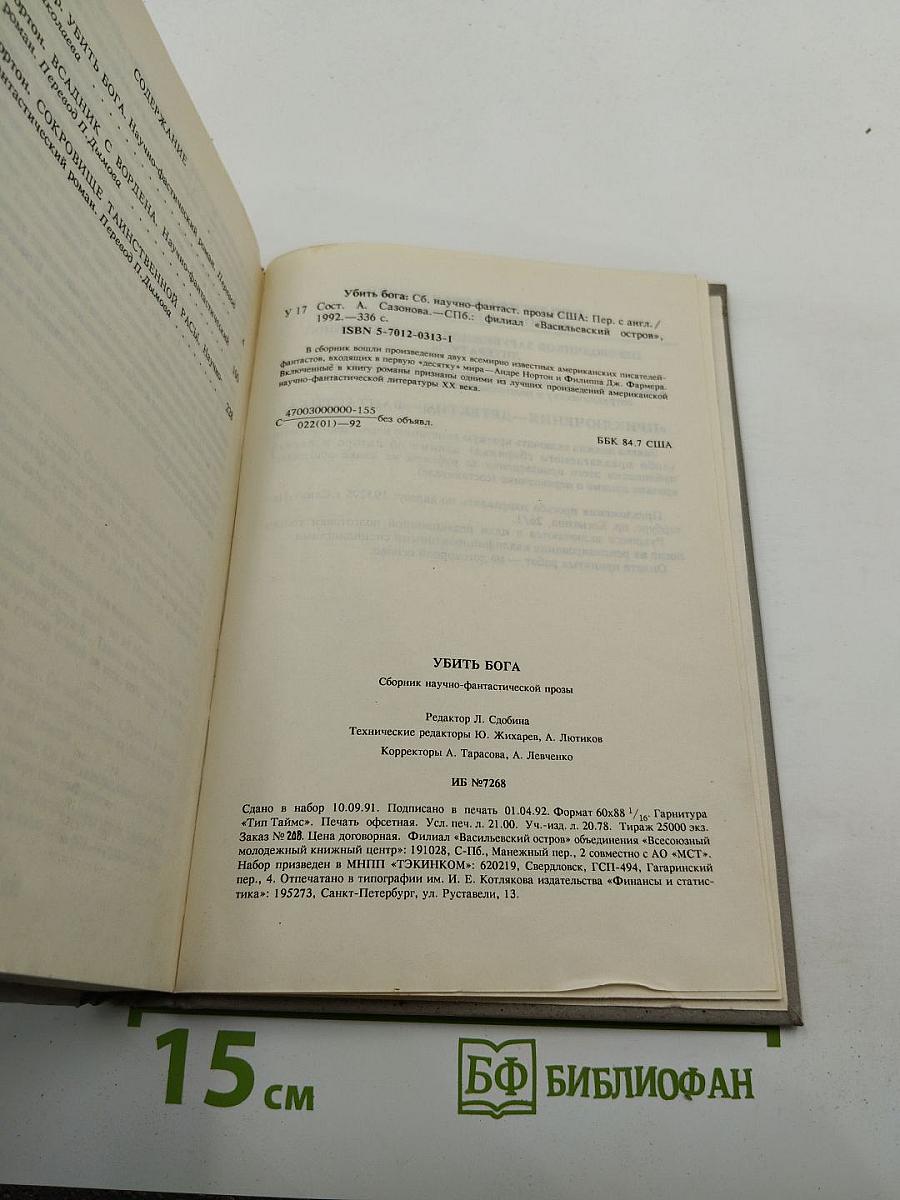 СОДЕРЖАНИЕ
УБИТЬ БОГА. Научно-фастический роман. Перевод
ВСАДНИК С ВОРДЕНА. Научно-фантастический
роман. Перевод П. Дымова
СОКРОВИЩЕ ТАИНСТВЕННОЙ РАСЫ. Научно-
роман. Перевод П. Дымова
Убить бога: Сб. научно-фантаст. прозы США: Пер. с англ./
У 17 Сост. А. Сазонова.—СПб.: филиал «Васильевский остров»,
1992.—336 с.
ISBN 5-7012-0313-1
В сборник вошли произведения двух всемирно известных американских писателей-
фантастов, входящих в первую «десятку» мира—Андре Нортон и Филиппа Дж. Фармера.
Включенные в книгу романы признаны одними из лучших произведений американской
научно-фантастической литературы XX века.
47003000000-155
С без объявл.
022(01)—92
ББК 84.7 США
УБИТЬ БОГА
Сборник научно-фантастической прозы
Редактор Л. Сдобина
Технические редакторы Ю. Жихарев, А. Лютиков
Корректоры А. Тарасова, А. Левченко
ИБ №7268
Сдано в набор 10.09.91. Подписано в печать 01.04.92. Формат 60х88 1/16. Гарнитура
«Тип Таймс». Печать офсетная. Усл. печ. л. 21.00. Уч.-изд. л. 20.78. Тираж 25000 экз.
Заказ № 208. Цена договорная. Филиал «Васильевский остров» объединения «Всесоюзный
молодежный книжный центр»: 191028, С-Пб., Манежный пер., 2 совместно с АО «МСТ».
Набор призведен в МНПП «ТЭКИНКОМ»: 620219, Свердловск, ГСП-494, Гагаринский
пер., 4. Отпечатано в типографии им. И. Е. Котлякова издательства «Финансы и статис-
тика»: 195273, Санкт-Петербург, ул. Руставели, 13.
15 см
БФ БИБЛИОФАН